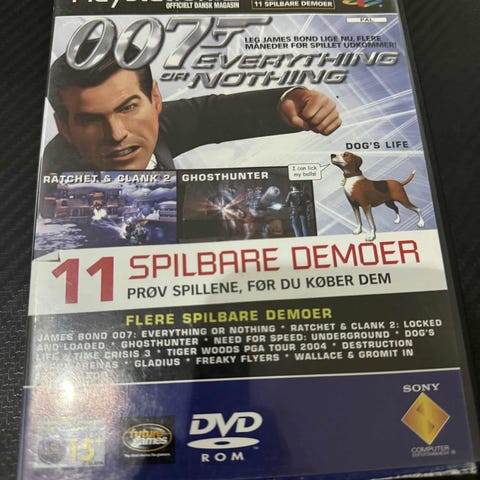 OFFICIELT DANSK MAGASIN
11 SPILBARE DEMOER
PAL
007
LEG JAMES BOND LIGE NU, FLERE
MÅNEDER FØR SPILLET UDKOMMER!
EVERYTHING
OR NOTHING
DOG'S LIFE
I can lick
my balls!
RATCHET & CLANK 2
GHOSTHUNTER
11 SPILBARE DEMOER
PRØV SPILLENE, FØR DU KØBER DEM
FLERE SPILBARE DEMOER
JAMES BOND 007: EVERYTHING OR NOTHING * RATCHET & CLANK 2: LOCKED
AND LOADED * GHOSTHUNTER * NEED FOR SPEED: UNDERGROUND * DOG'S
LIFE * TIME CRISIS 3 * TIGER WOODS PGA TOUR 2004 * DESTRUCTION
ARENAS * GLADIUS * FREAKY FLYERS * WALLACE & GROMIT IN
15
future
games
DVD
ROM
SONY
COMPUTER
ENTERTAINMENT